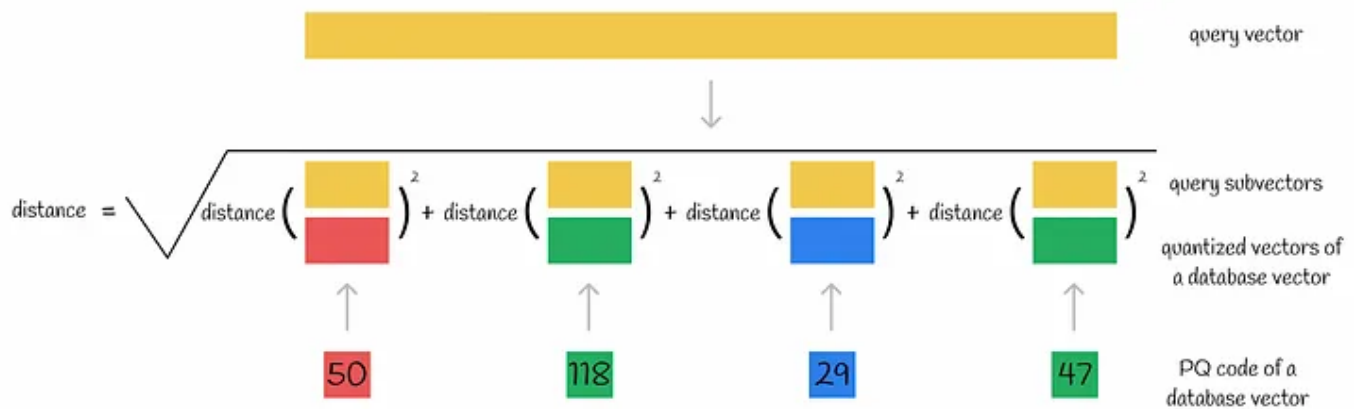 query vector
distance = √ distance ( )² + distance ( )² + distance ( )² + distance ( )²
query subvectors
quantized vectors of
a database vector
50 118 29 47
PQ code of a
database vector